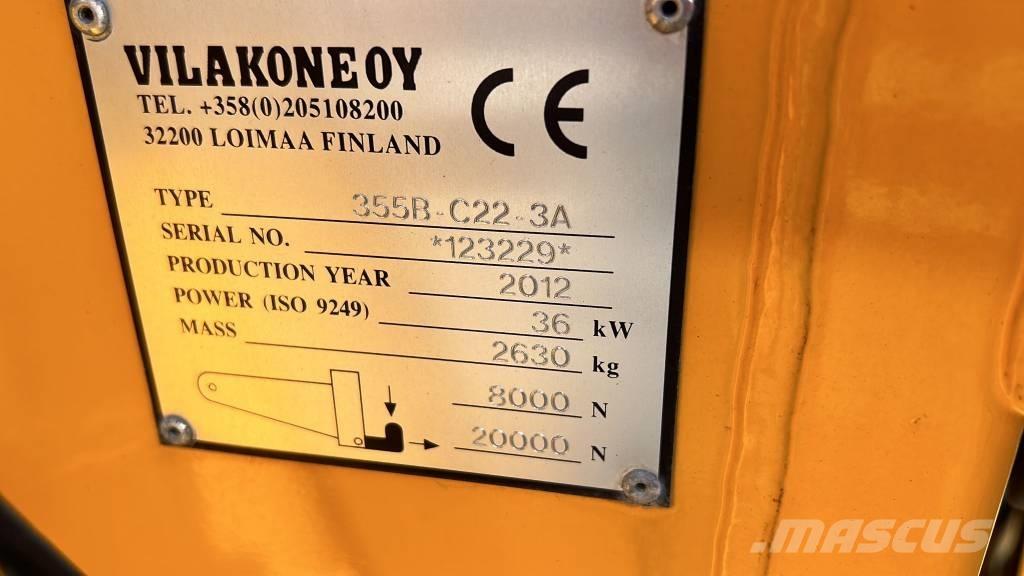 VILAKONE OY
TEL. +358(0)205108200
32200 LOIMAA FINLAND
CE
TYPE 355B-C22-3A
SERIAL NO. *123229*
PRODUCTION YEAR 2012
POWER (ISO 9249) 36 kW
MASS 2630 kg
8000 N
20000 N
.MASCUS